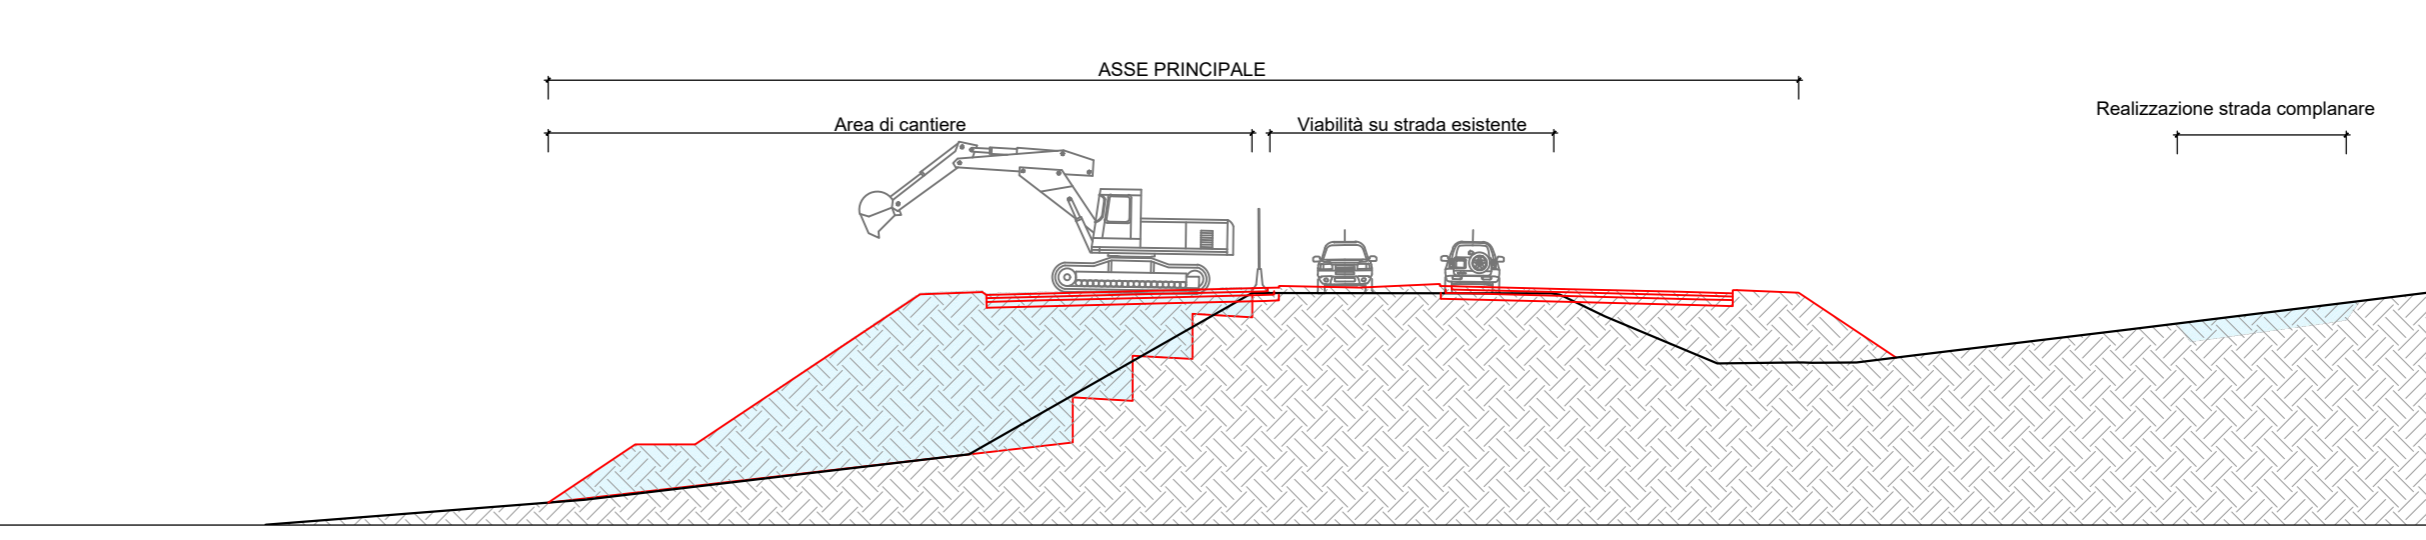 ASSE PRINCIPALE
Realizzazione strada complanare
Area di cantiere
Viabilità su strada esistente